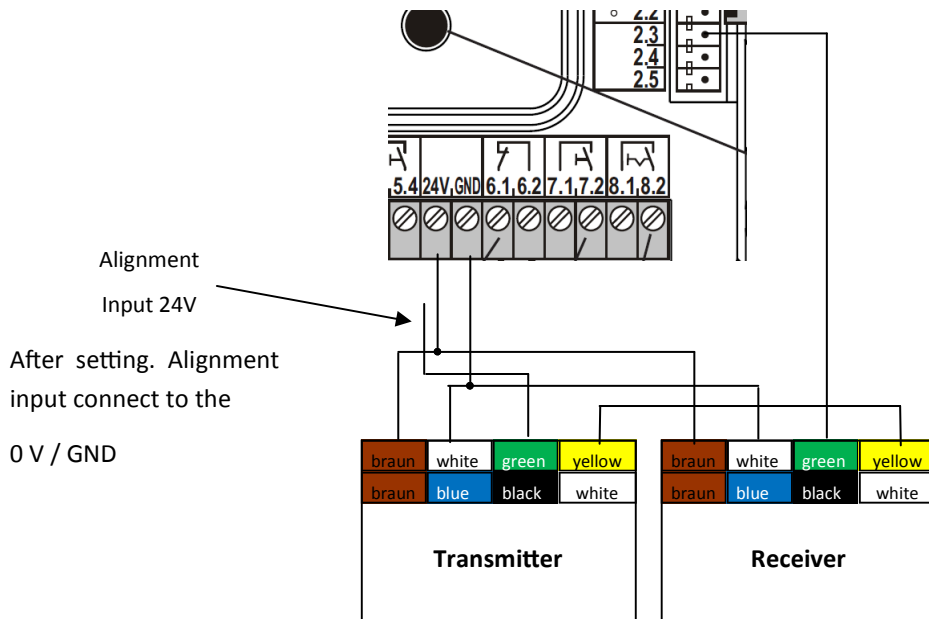 2.2
2.3
2.4
2.5
5.4 24V GND 6.1 6.2 7.1 7.2 8.1 8.2
Alignment
Input 24V
After setting. Alignment
input connect to the
0 V / GND
braun white green yellow braun white green yellow
braun blue black white braun blue black white
Transmitter Receiver